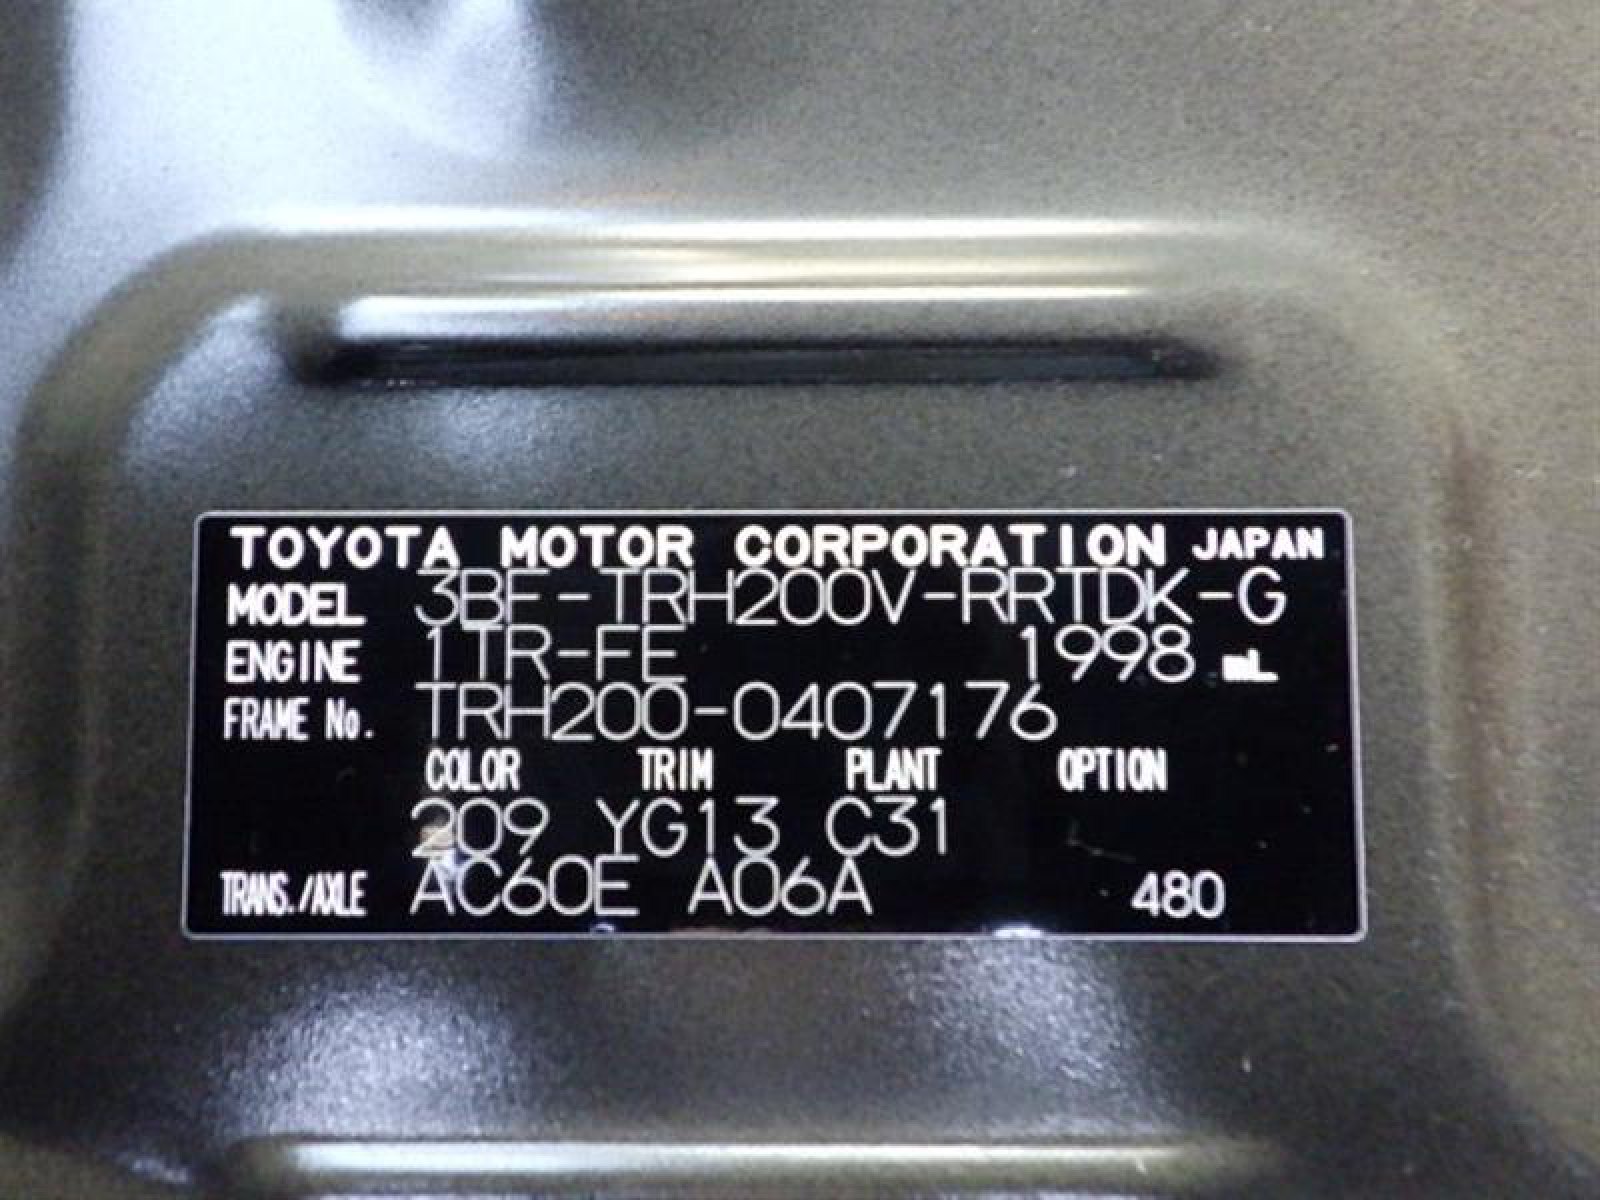 TOYOTA MOTOR CORPORATION JAPAN
MODEL 3BF-TRH200V-RRTDK-G
ENGINE 1TR-FE 1998 mL
FRAME No. TRH200-0407176
COLOR TRIM PLANT OPTION
209 YG13 C31
TRANS./AXLE AC60E A06A 480